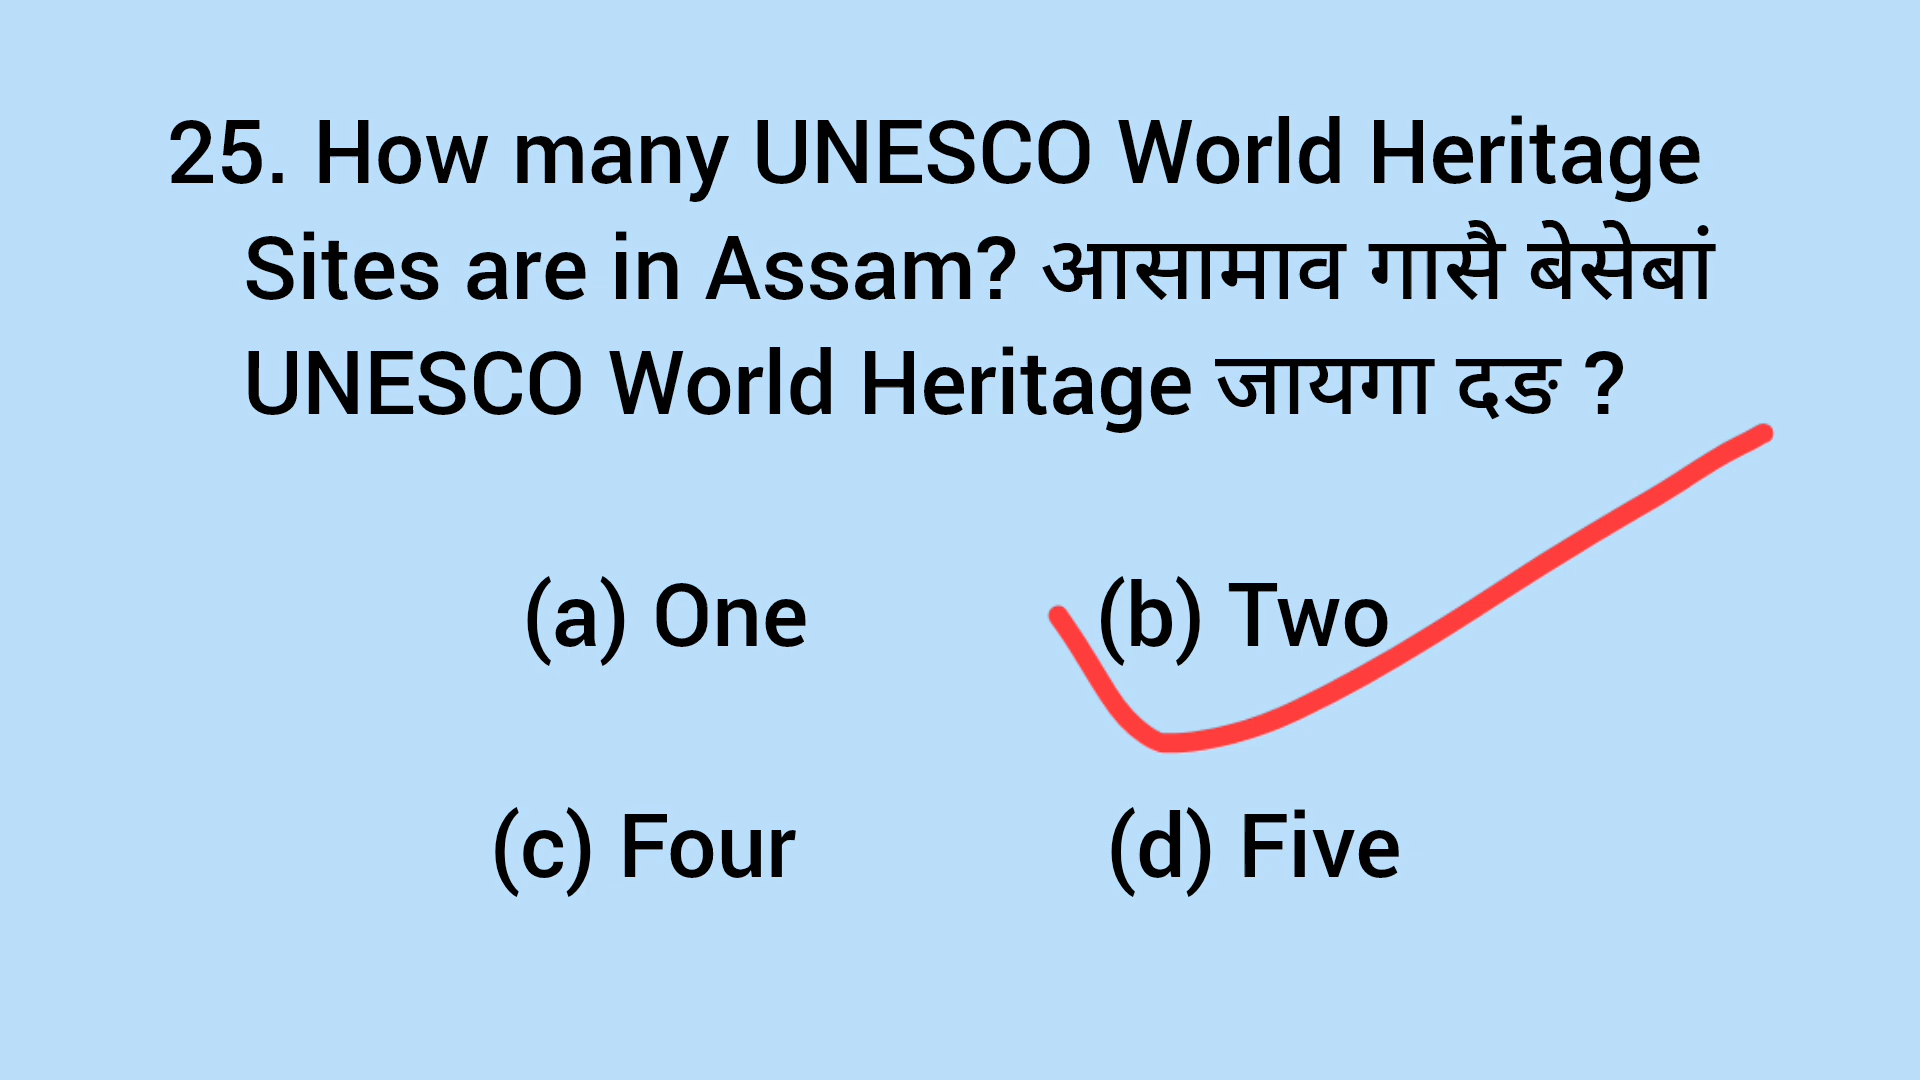 25. How many UNESCO World Heritage
Sites are in Assam? आसामाव गासै बेसेबां
UNESCO World Heritage जायगा दङ ?
(a) One (b) Two
(c) Four (d) Five